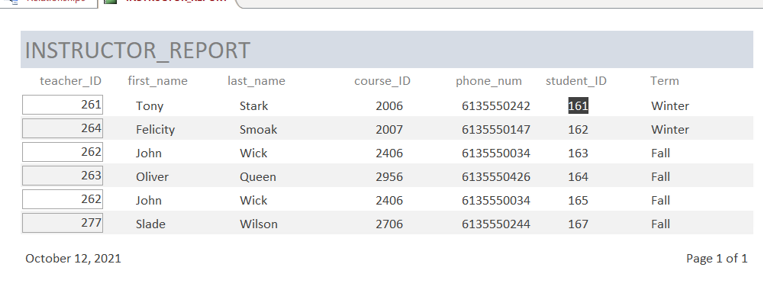 INSTRUCTOR_REPORT
teacher_ID first_name last_name course_ID phone_num student_ID Term
261 Tony Stark 2006 6135550242 161 Winter
264 Felicity Smoak 2007 6135550147 162 Winter
262 John Wick 2406 6135550034 163 Fall
263 Oliver Queen 2956 6135550426 164 Fall
262 John Wick 2406 6135550034 165 Fall
277 Slade Wilson 2706 6135550244 167 Fall
October 12, 2021 Page 1 of 1